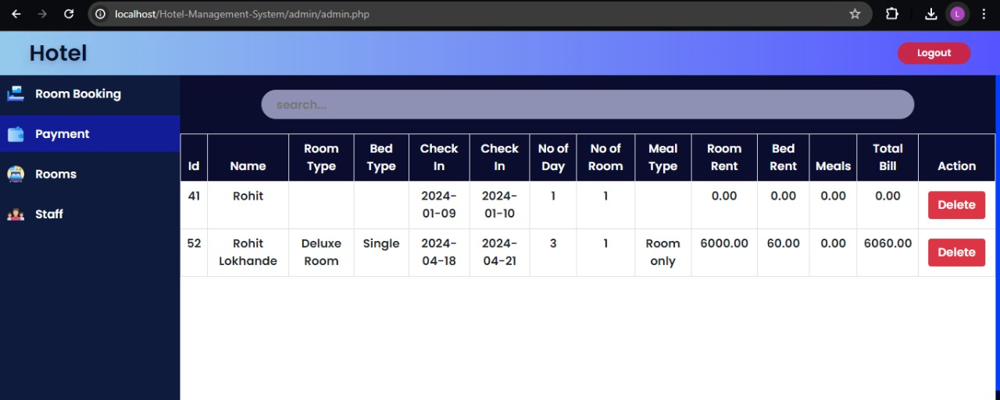 localhost/Hotel-Management-System/admin/admin.php
L
Hotel
Logout
Room Booking
Payment
Rooms
Staff
search...
Id Name Room Type Bed Type Check In Check In No of Day No of Room Meal Type Room Rent Bed Rent Meals Total Bill Action
41 Rohit 2024-01-09 2024-01-10 1 1 0.00 0.00 0.00 0.00 Delete
52 Rohit Lokhande Deluxe Room Single 2024-04-18 2024-04-21 3 1 Room only 6000.00 60.00 0.00 6060.00 Delete